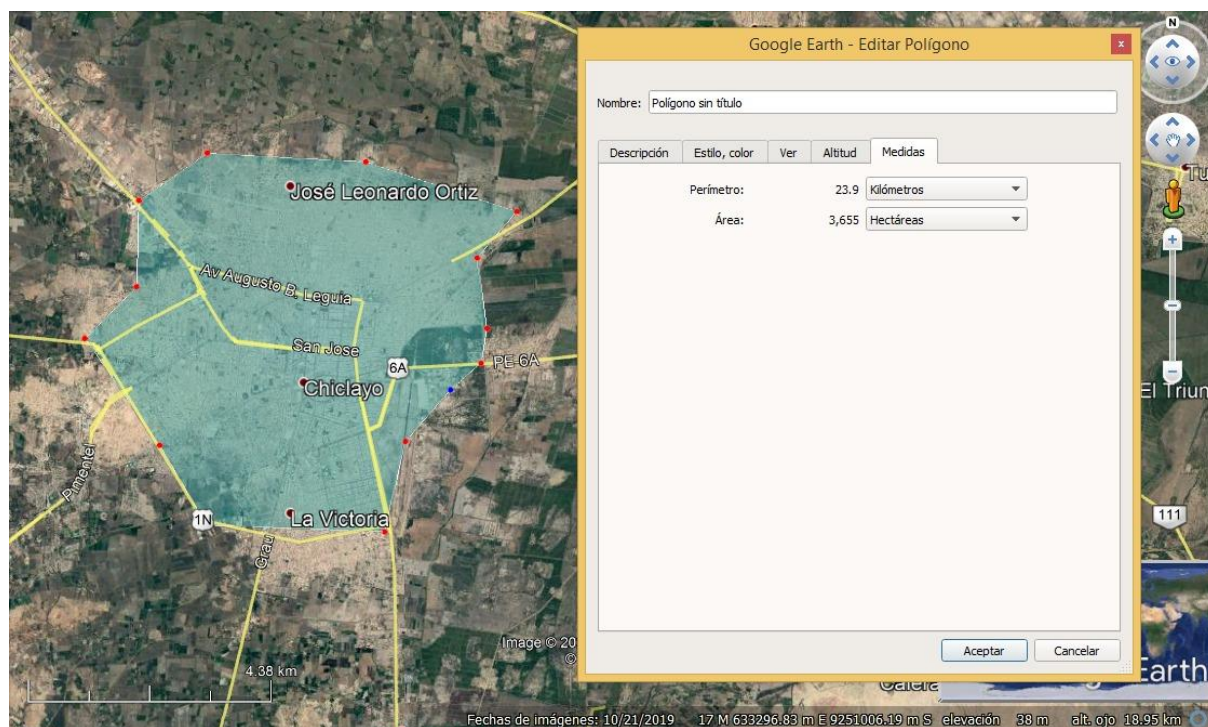 Google Earth - Editar Polígono
x
N
Nombre: Polígono sin título
Descripción Estilo, color Ver Altitud Medidas
Perímetro: 23.9 Kilómetros
Área: 3,655 Hectáreas
José Leonardo Ortiz
Av Augusto B. Leguia
San Jose
6A
PE-6A
Chiclayo
Pimentel
1N
La Victoria
Grau
El Triun
111
Image © 20
©
4.38 km
Aceptar Cancelar
Earth
Fechas de imágenes: 10/21/2019 17 M 633296.83 m E 9251006.19 m S elevación 38 m alt. ojo 18.95 km